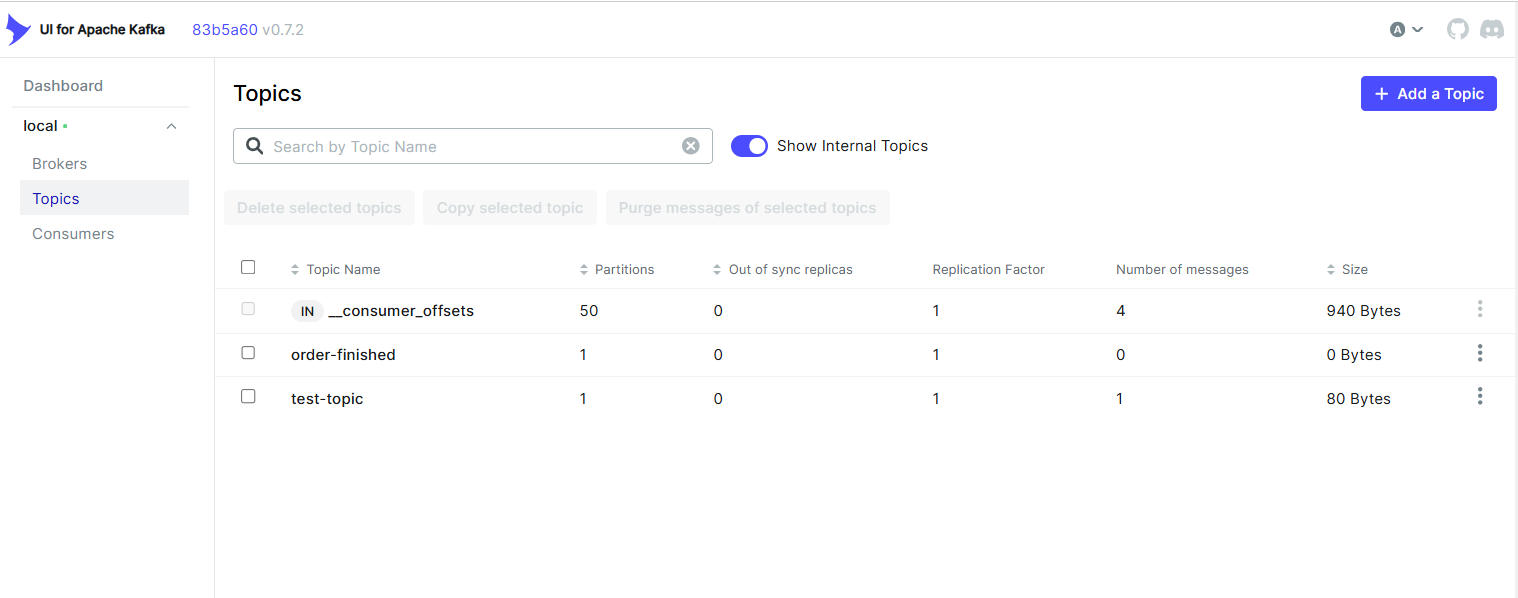 UI for Apache Kafka 83b5a60 v0.7.2 A
Dashboard
local
Brokers
Topics
Consumers
Topics
Add a Topic
Search by Topic Name
Show Internal Topics
Delete selected topics Copy selected topic Purge messages of selected topics
Topic Name Partitions Out of sync replicas Replication Factor Number of messages Size
IN __consumer_offsets 50 0 1 4 940 Bytes
order-finished 1 0 1 0 0 Bytes
test-topic 1 0 1 1 80 Bytes